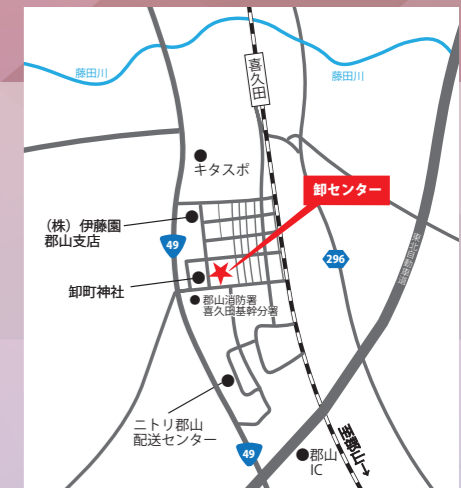 藤田川
藤田川
喜久田
キタスポ
卸センター
(株)伊藤園
郡山支店
49
296
東北自動車道
卸町神社
郡山消防署
喜久田基幹分署
ニトリ郡山
配送センター
49
郡山
IC
至郡山→